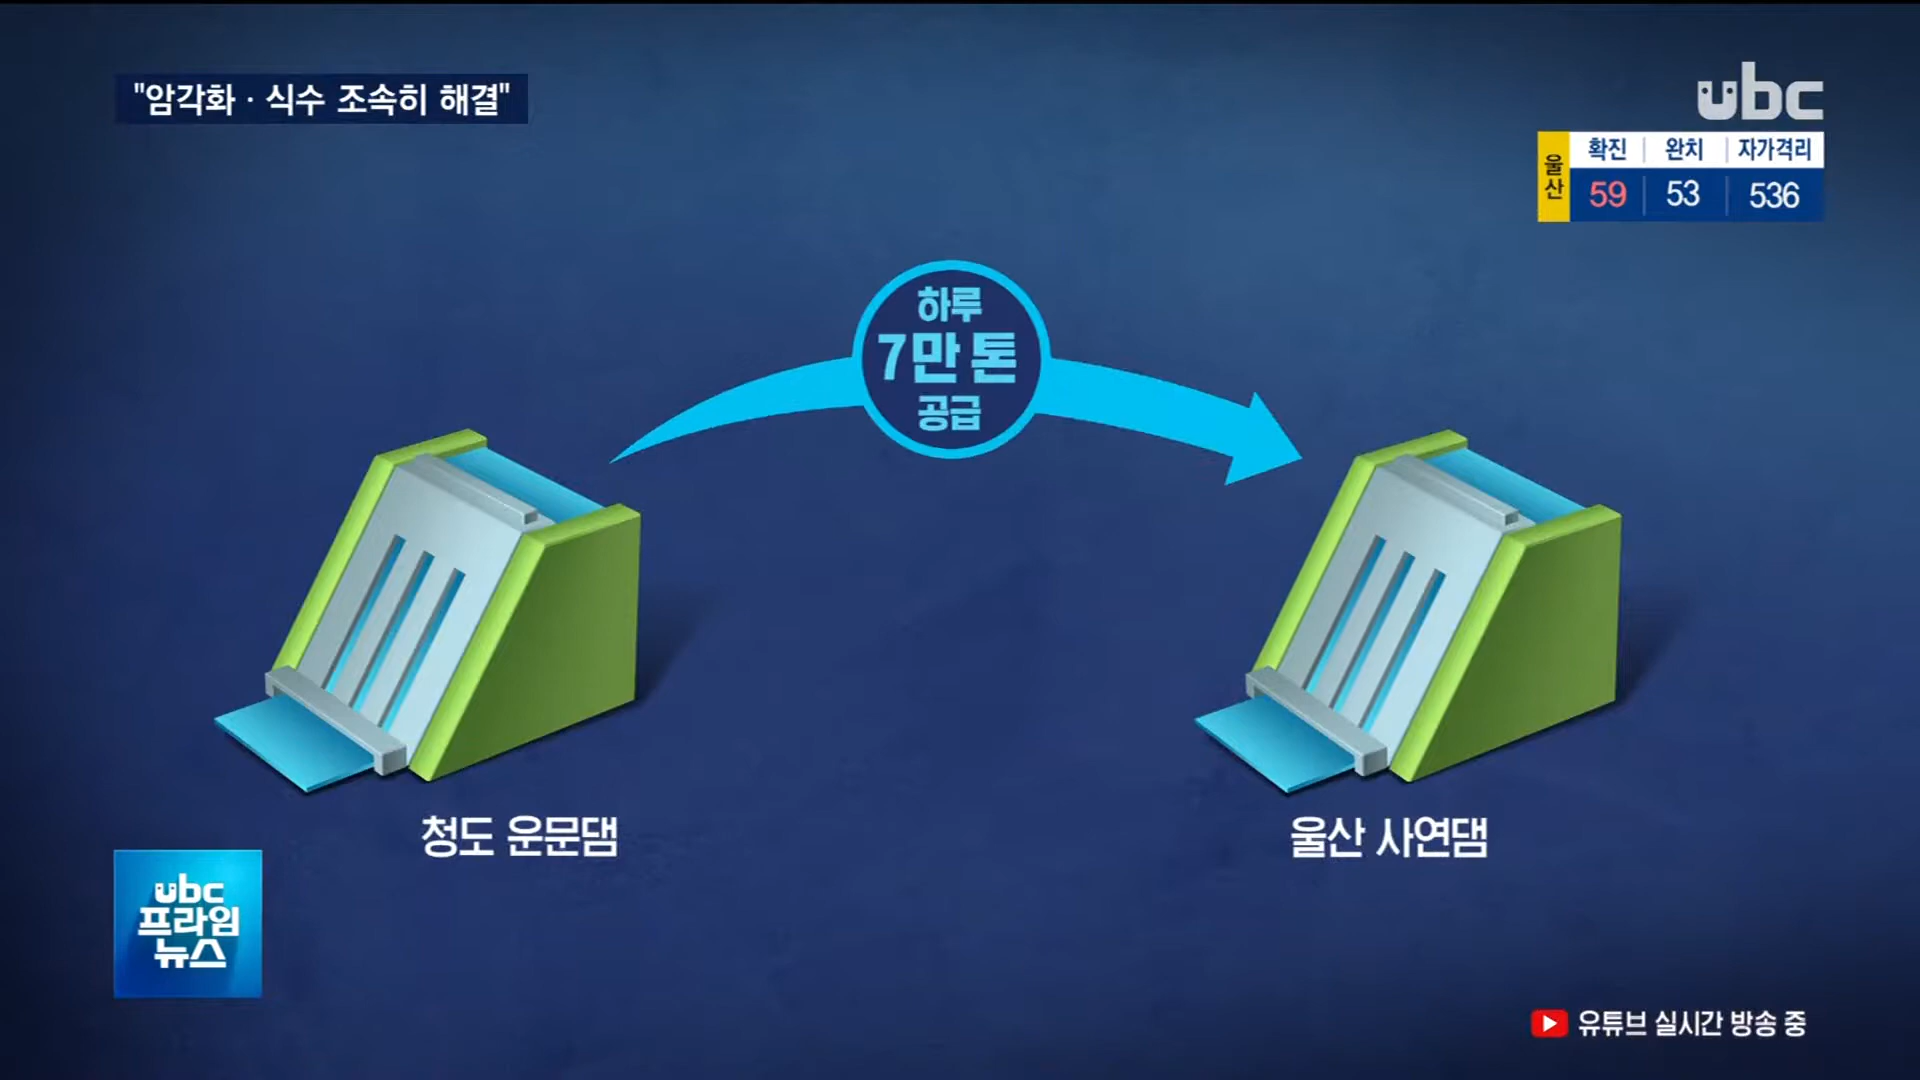 "암각화·식수 조속히 해결"
ubc
울산
확진 완치 자가격리
59 53 536
하루
7만 톤
공급
청도 운문댐
울산 사연댐
ubc
프라임
뉴스
유튜브 실시간 방송 중